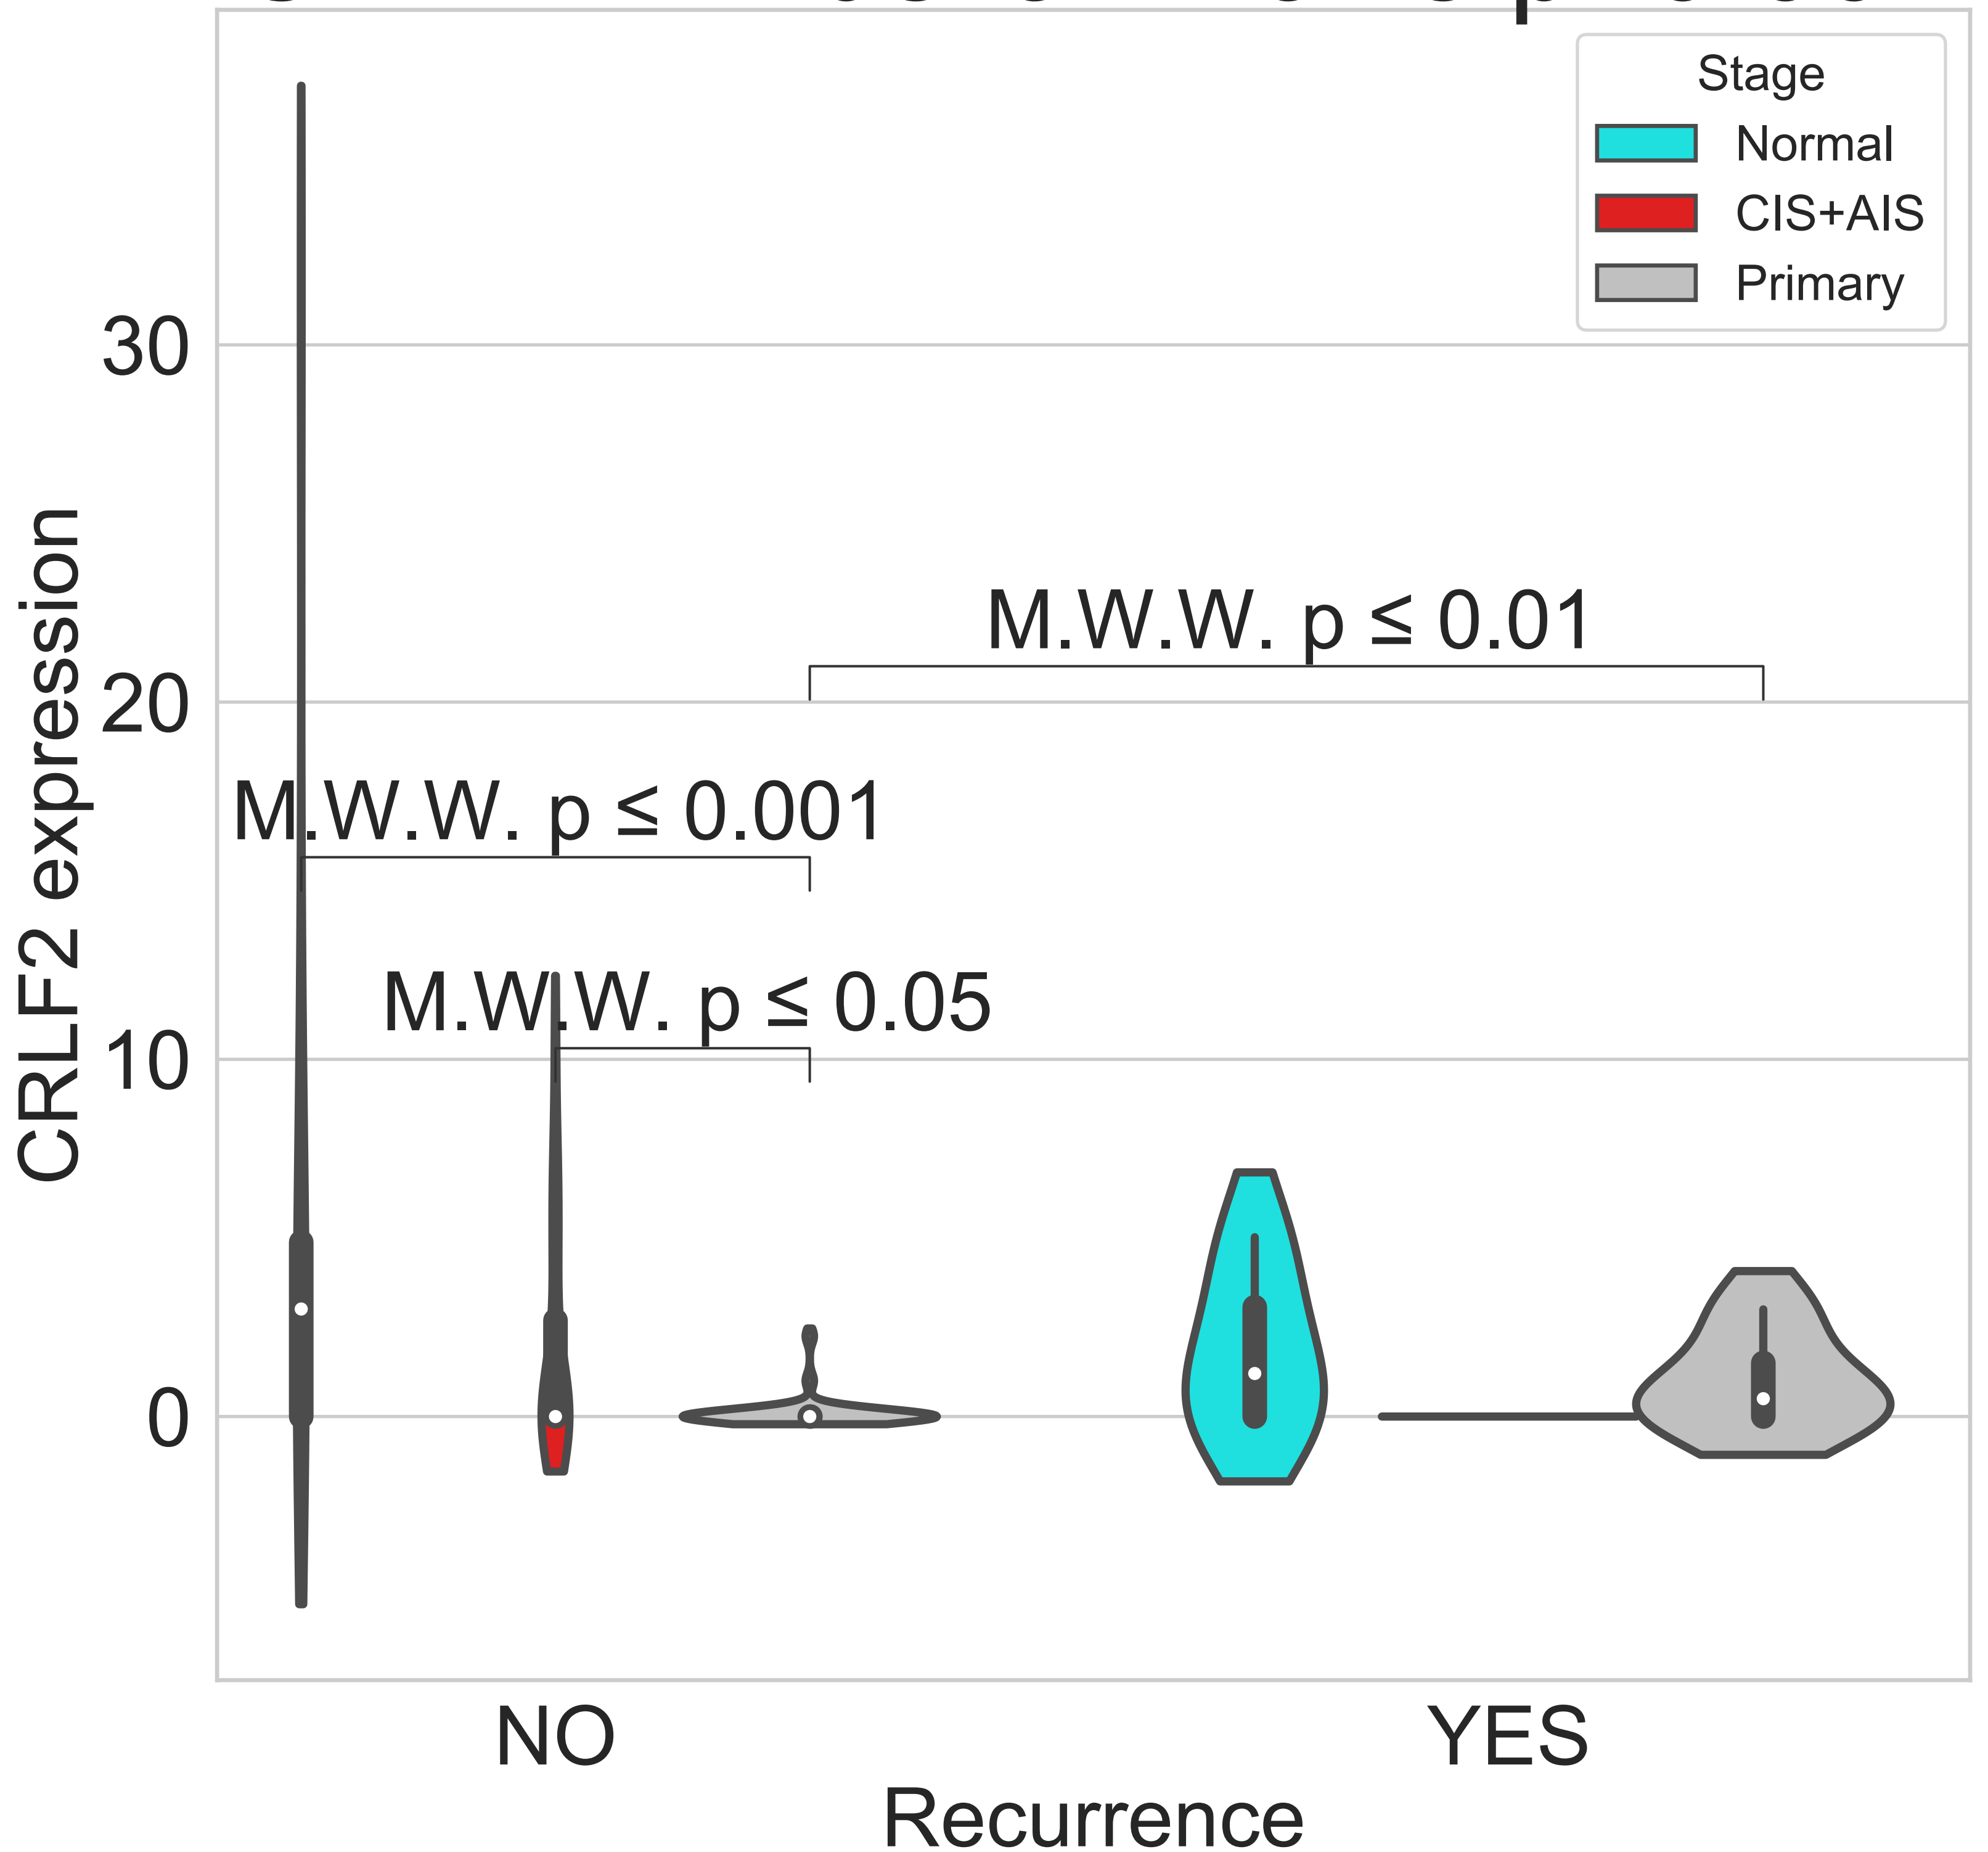 Stage
Normal
CIS+AIS
Primary
30
20
10
0
CRLF2 expression
M.W.W. p ≤ 0.01
M.W.W. p ≤ 0.001
M.W.W. p ≤ 0.05
NO
YES
Recurrence